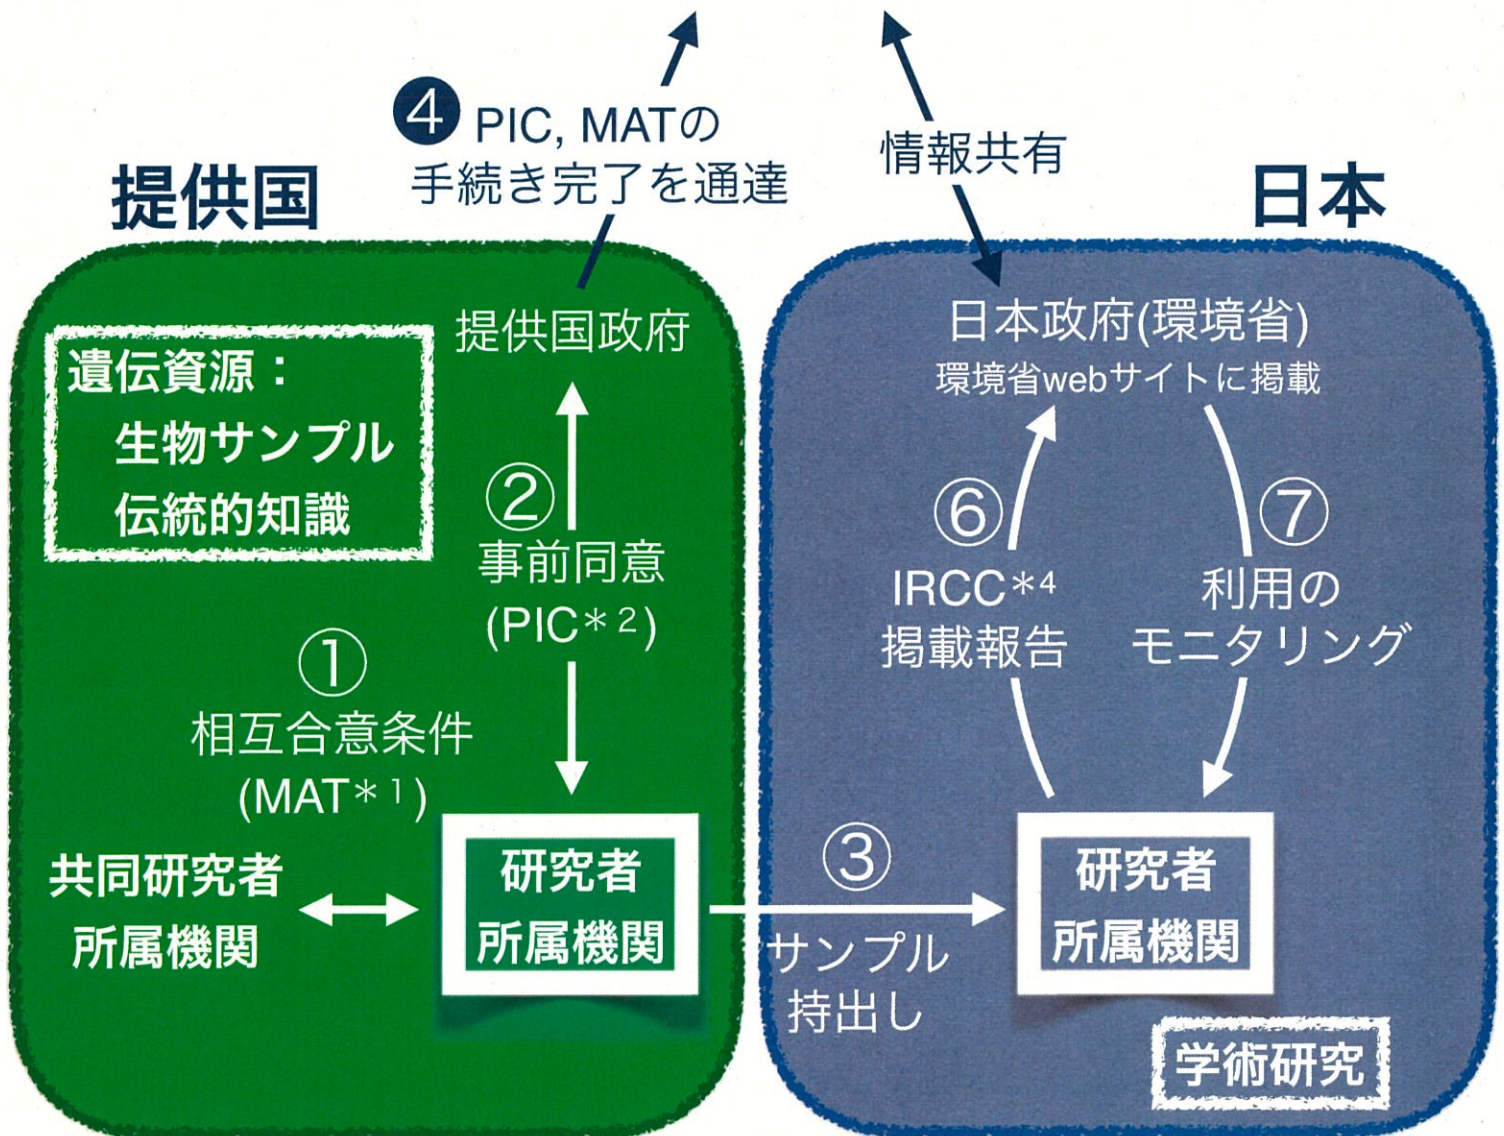 ❹ PIC, MATの
手続き完了を通達
情報共有
提供国
日本
遺伝資源：
生物サンプル
伝統的知識
提供国政府
②
事前同意
(PIC＊２)
①
相互合意条件
(MAT＊１)
共同研究者
所属機関
研究者
所属機関
③
サンプル
持出し
日本政府(環境省)
環境省webサイトに掲載
⑥
IRCC＊４
掲載報告
⑦
利用の
モニタリング
研究者
所属機関
学術研究